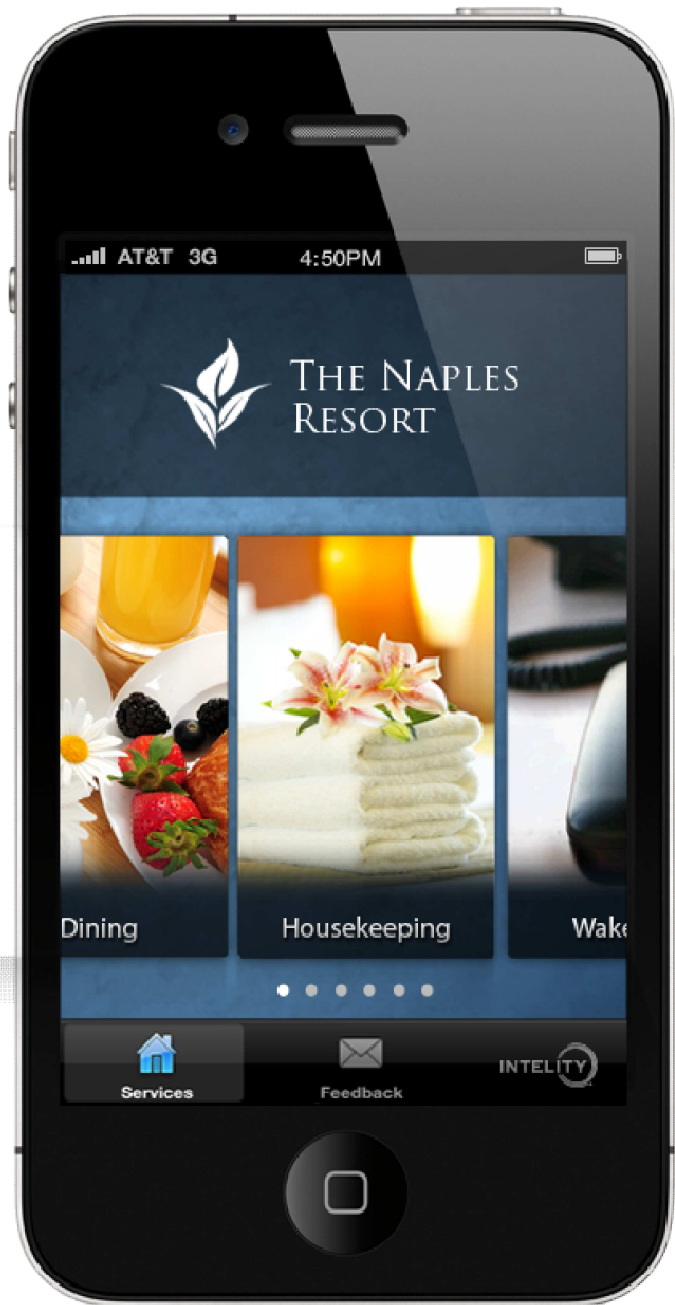 AT&T 3G 4:50PM
THE NAPLES
RESORT
Dining
Housekeeping
Wake
Services
Feedback
INTELITY